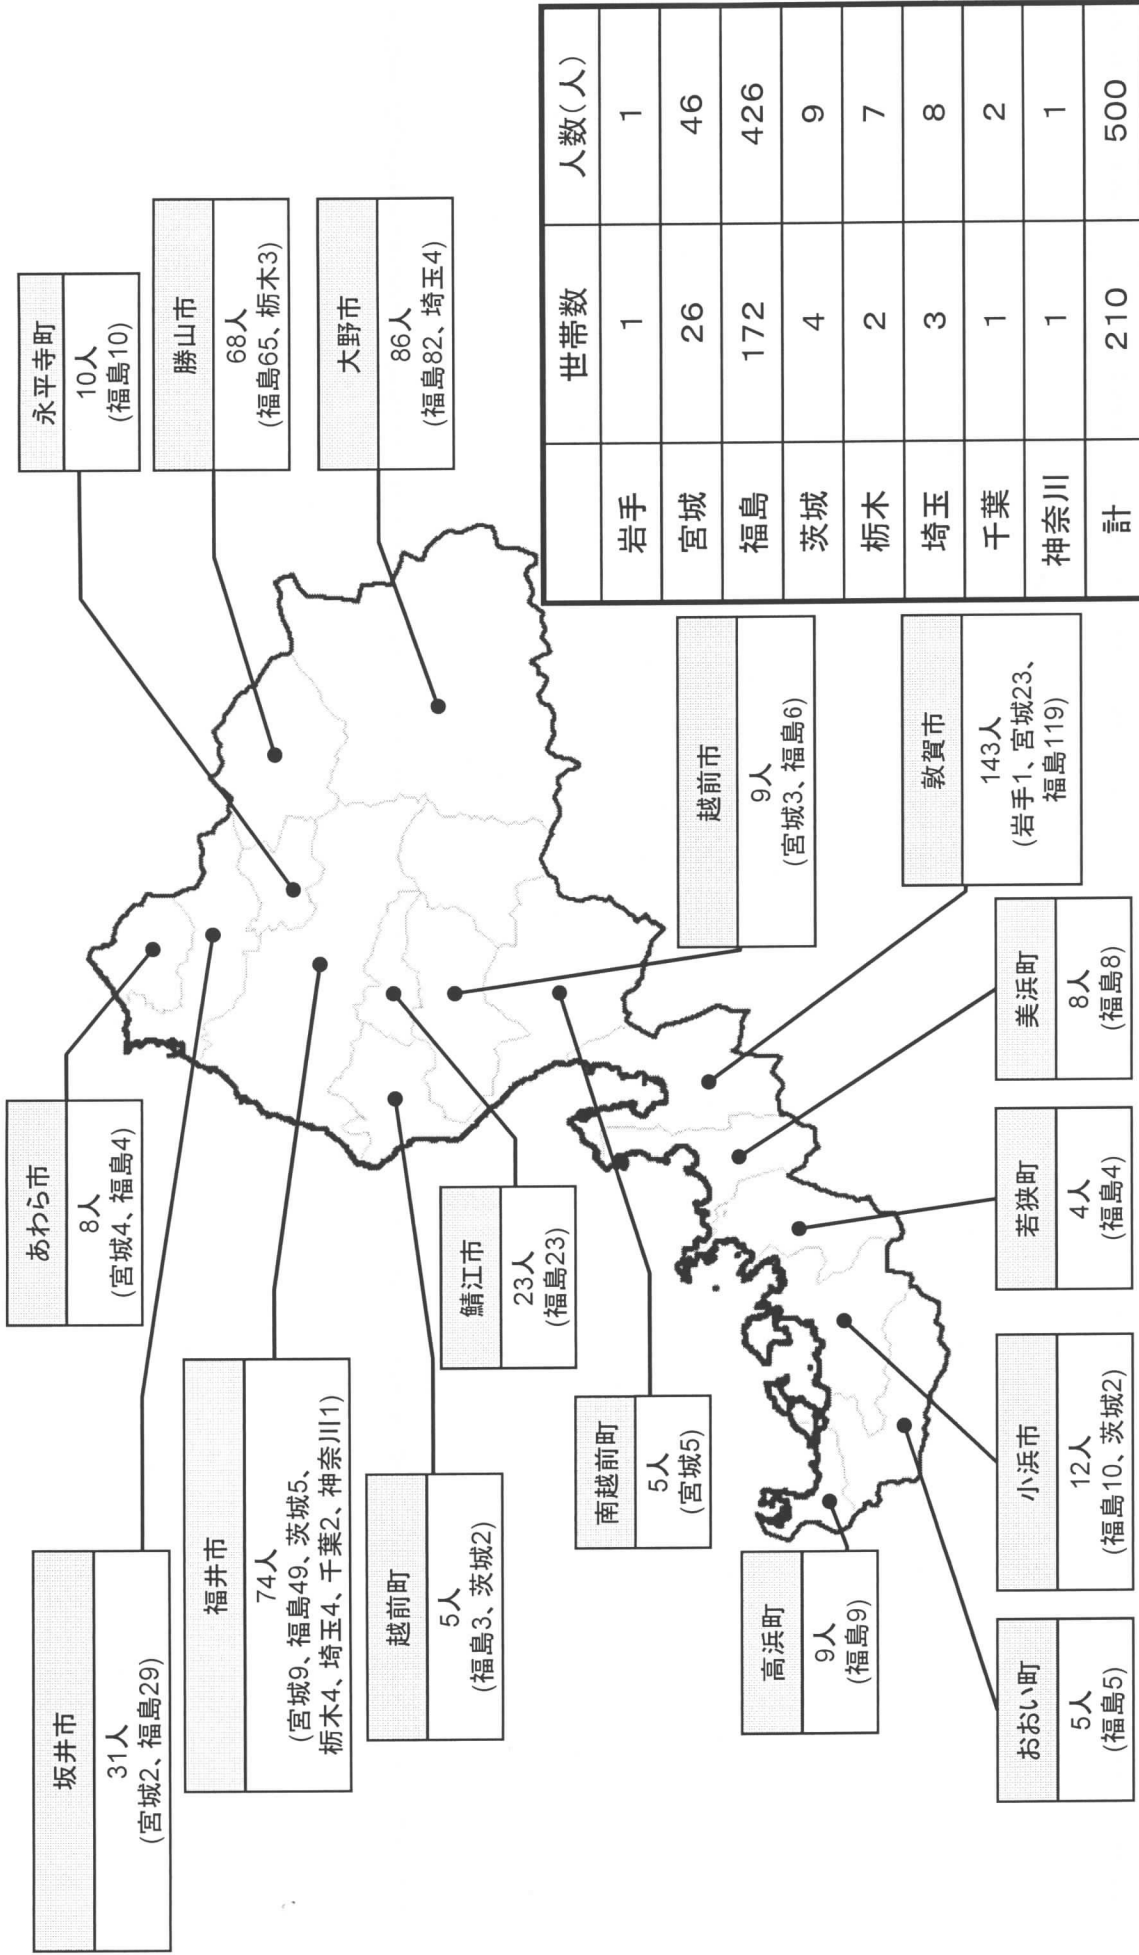 永平寺町
10人
(福島10)
勝山市
68人
(福島65、栃木3)
大野市
86人
(福島82、埼玉4)
あわら市
8人
(宮城4、福島4)
坂井市
31人
(宮城2、福島29)
福井市
74人
(宮城9、福島49、茨城5、
栃木4、埼玉4、千葉2、神奈川1)
越前町
5人
(福島3、茨城2)
鯖江市
23人
(福島23)
南越前町
5人
(宮城5)
越前市
9人
(宮城3、福島6)
敦賀市
143人
(岩手1、宮城23、
福島119)
美浜町
8人
(福島8)
若狭町
4人
(福島4)
小浜市
12人
(福島10、茨城2)
おおい町
5人
(福島5)
高浜町
9人
(福島9)
世帯数 人数(人)
岩手 1 1
宮城 26 46
福島 172 426
茨城 4 9
栃木 2 7
埼玉 3 8
千葉 1 2
神奈川 1 1
計 210 500